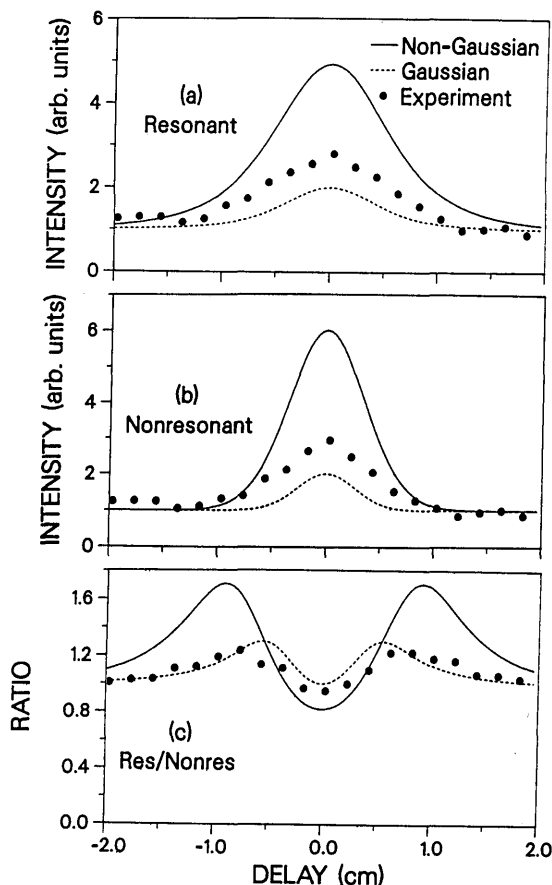 6
4
2
0
INTENSITY (arb. units)
(a)
Resonant
Non-Gaussian
Gaussian
Experiment
6
4
2
0
INTENSITY (arb. units)
(b)
Nonresonant
1.6
1.2
0.8
0.4
0.0
RATIO
(c)
Res/Nonres
-2.0 -1.0 0.0 1.0 2.0
DELAY (cm)